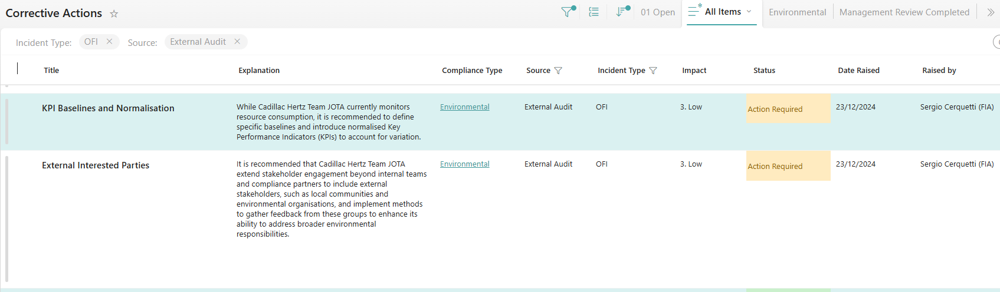 Corrective Actions
01 Open
All Items
Environmental
Management Review Completed
Incident Type:
OFI
Source:
External Audit
Title
Explanation
Compliance Type
Source
Incident Type
Impact
Status
Date Raised
Raised by
KPI Baselines and Normalisation
While Cadillac Hertz Team JOTA currently monitors
resource consumption, it is recommended to define
specific baselines and introduce normalised Key
Performance Indicators (KPIs) to account for variation.
Environmental
External Audit
OFI
3. Low
Action Required
23/12/2024
Sergio Cerquetti (FIA)
External Interested Parties
It is recommended that Cadillac Hertz Team JOTA
extend stakeholder engagement beyond internal teams
and compliance partners to include external
stakeholders, such as local communities and
environmental organisations, and implement methods
to gather feedback from these groups to enhance its
ability to address broader environmental
responsibilities.
Environmental
External Audit
OFI
3. Low
Action Required
23/12/2024
Sergio Cerquetti (FIA)